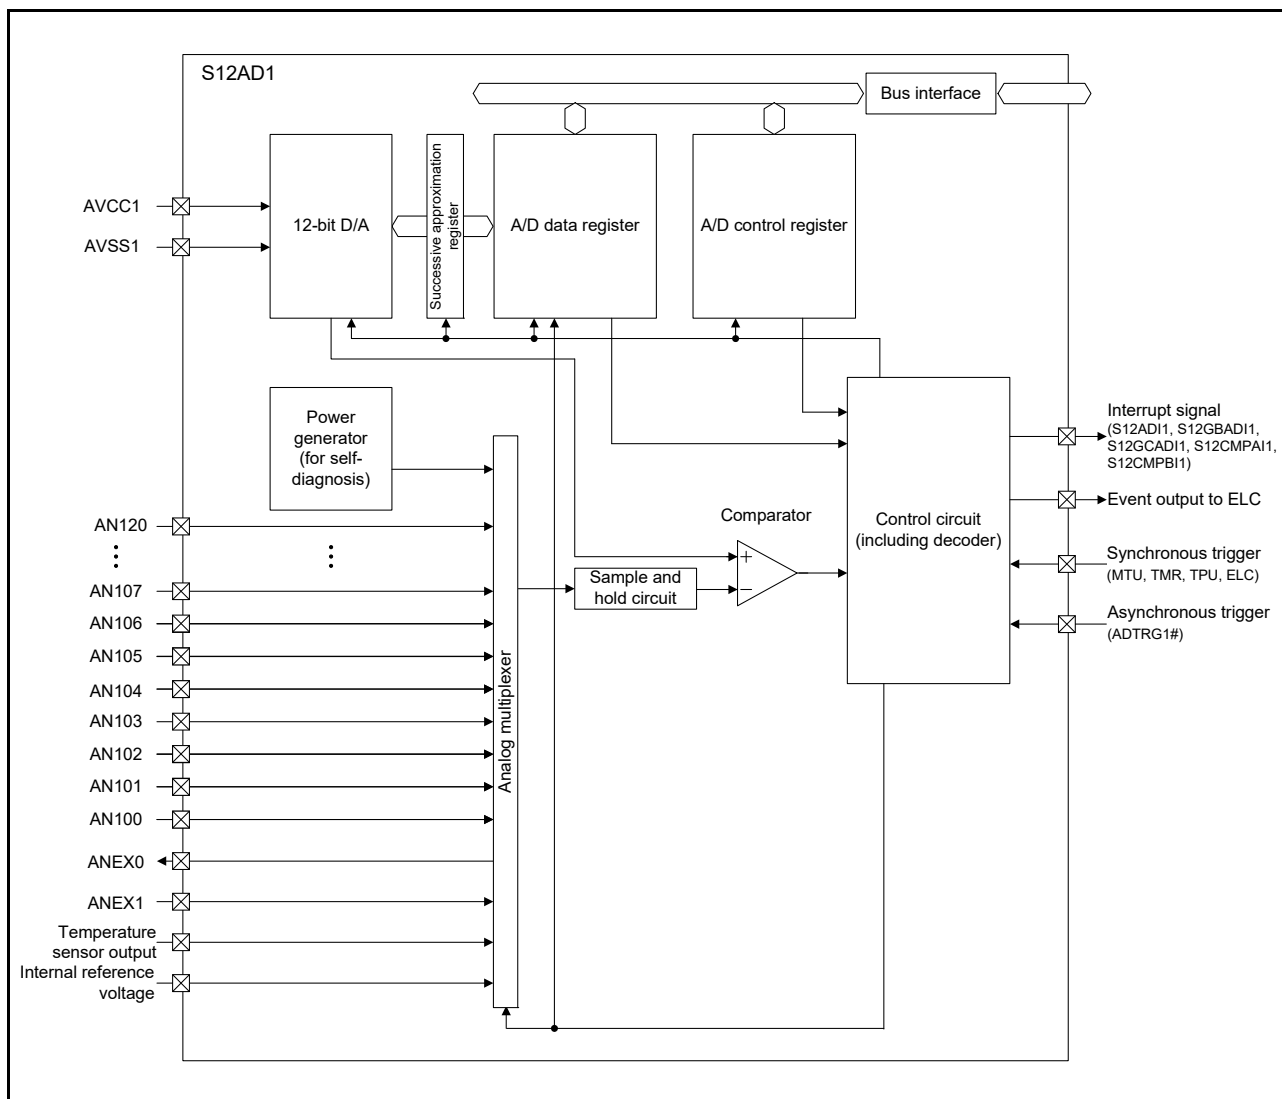 S12AD1
Bus interface
AVCC1
AVSS1
12-bit D/A
Successive approximation
register
A/D data register
A/D control register
Power
generator
(for self-
diagnosis)
Interrupt signal
(S12ADI1, S12GBADI1,
S12GCADI1, S12CMPAI1,
S12CMPBI1)
Event output to ELC
Synchronous trigger
(MTU, TMR, TPU, ELC)
Asynchronous trigger
(ADTRG1#)
Control circuit
(including decoder)
Comparator
+
−
Sample and
hold circuit
Analog multiplexer
AN120
AN107
AN106
AN105
AN104
AN103
AN102
AN101
AN100
ANEX0
ANEX1
Temperature
sensor output
Internal reference
voltage